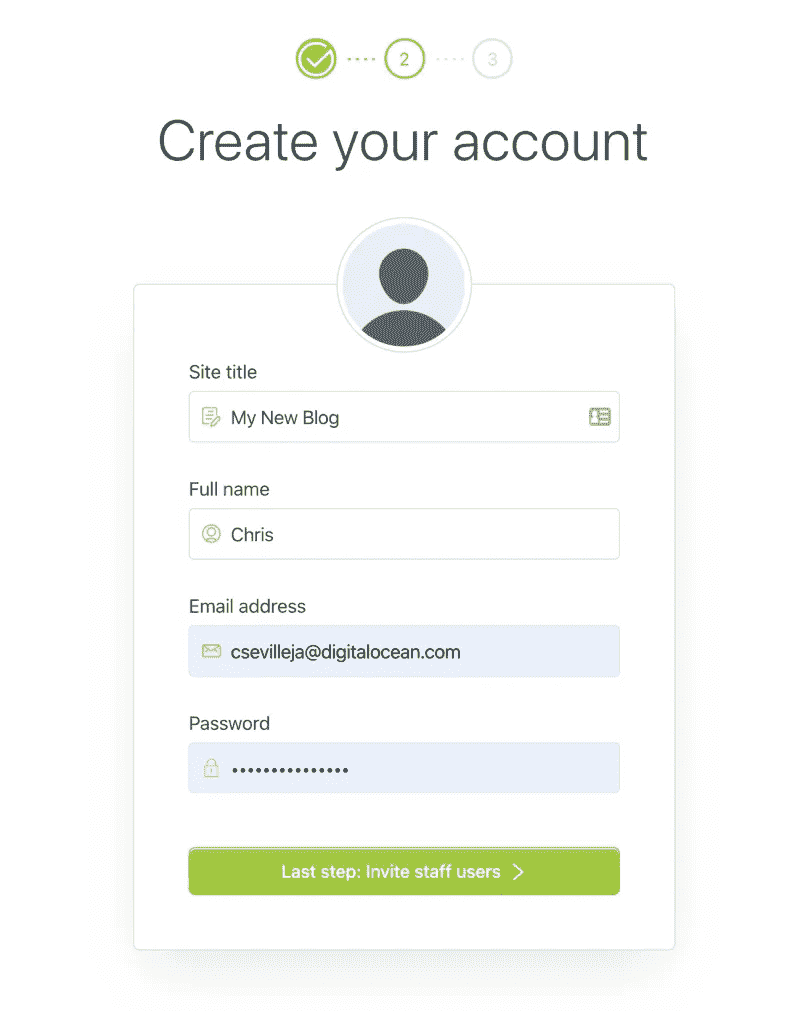 2
3
Create your account
Site title
My New Blog
Full name
Chris
Email address
csevilleja@digitalocean.com
Password
•••••••••••••••
Last step: Invite staff users